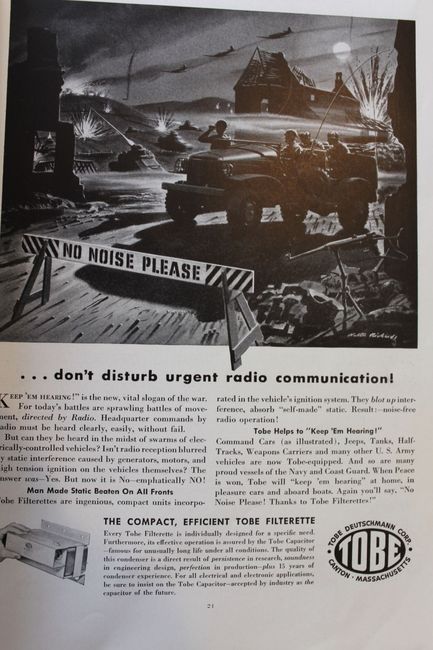 NO NOISE PLEASE
. . . don't disturb urgent radio communication!
KEEP 'EM HEARING!" is the new, vital slogan of the war.
For today's battles are sprawling battles of move-
ment, directed by Radio. Headquarter commands by
radio must be heard clearly, easily, without fail.
But can they be heard in the midst of swarms of elec-
rically-controlled vehicles? Isn't radio reception blurred
y static interference caused by generators, motors, and
igh tension ignition on the vehicles themselves? The
nswer was—Yes. But now it is No—emphatically NO!
Man Made Static Beaten On All Fronts
Tobe Filterettes are ingenious, compact units incorpo-
rated in the vehicle's ignition system. They blot up inter-
ference, absorb "self-made" static. Result:—noise-free
radio operation!
Tobe Helps to "Keep 'Em Hearing!"
Command Cars (as illustrated), Jeeps, Tanks, Half-
Tracks, Weapons Carriers and many other U. S. Army
vehicles are now Tobe-equipped. And so are many
proud vessels of the Navy and Coast Guard. When Peace
is won, Tobe will "keep 'em hearing" at home, in
pleasure cars and aboard boats. Again you'll say, "No
Noise Please! Thanks to Tobe Filterettes!"
THE COMPACT, EFFICIENT TOBE FILTERETTE
Every Tobe Filterette is individually designed for a specific need.
Furthermore, its effective operation is assured by the Tobe Capacitor
—famous for unusually long life under all conditions. The quality of
this condenser is a direct result of persistence in research, soundness
in engineering design, perfection in production—plus 15 years of
condenser experience. For all electrical and electronic applications,
be sure to insist on the Tobe Capacitor—accepted by industry as the
capacitor of the future.
TOBE DEUTSCHMANN CORP.
TOBE
CANTON - MASSACHUSETTS
21